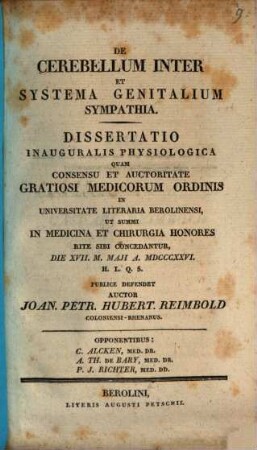 9
DE
CEREBELLUM INTER
ET
SYSTEMA GENITALIUM
SYMPATHIA.
DISSERTATIO
INAUGURALIS PHYSIOLOGICA
QUAM
CONSENSU ET AUCTORITATE
GRATIOSI MEDICORUM ORDINIS
IN
UNIVERSITATE LITERARIA BEROLINENSI,
UT SUMMI
IN MEDICINA ET CHIRURGIA HONORES
RITE SIBI CONCEDANTUR,
DIE XVII. M. MAJI A. MDCCCXXVI.
H. L. Q. S.
PUBLICE DEFENDET
AUCTOR
JOAN. PETR. HUBERT. REIMBOLD
COLONIENSI-RHENANUS.
OPPONENTIBUS:
C. ALCKEN, MED. DR.
A. TH. DE BARY, MED. DR.
P. J. RICHTER, MED. DD.
BEROLINI,
LITERIS AUGUSTI PETSCHII.